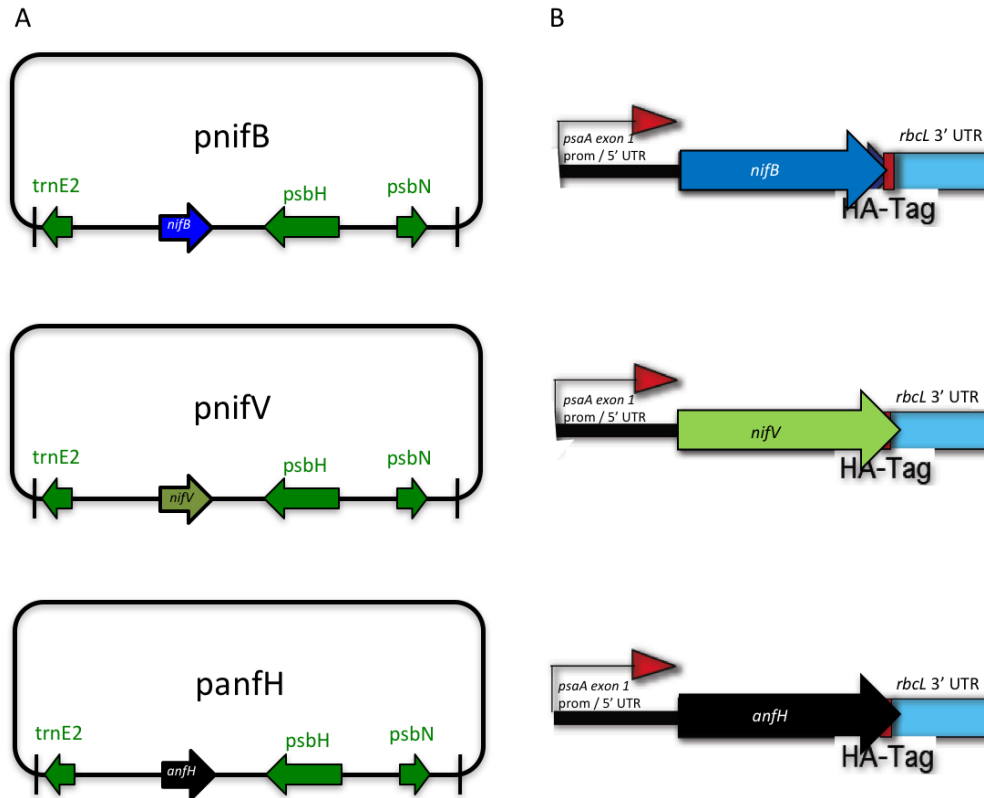 A
B
pnifB
trnE2
nifB
psbH
psbN
psaA exon 1
prom / 5' UTR
nifB
rbcL 3' UTR
HA-Tag
pnifV
trnE2
nifV
psbH
psbN
psaA exon 1
prom / 5' UTR
nifV
rbcL 3' UTR
HA-Tag
panfH
trnE2
anfH
psbH
psbN
psaA exon 1
prom / 5' UTR
anfH
rbcL 3' UTR
HA-Tag